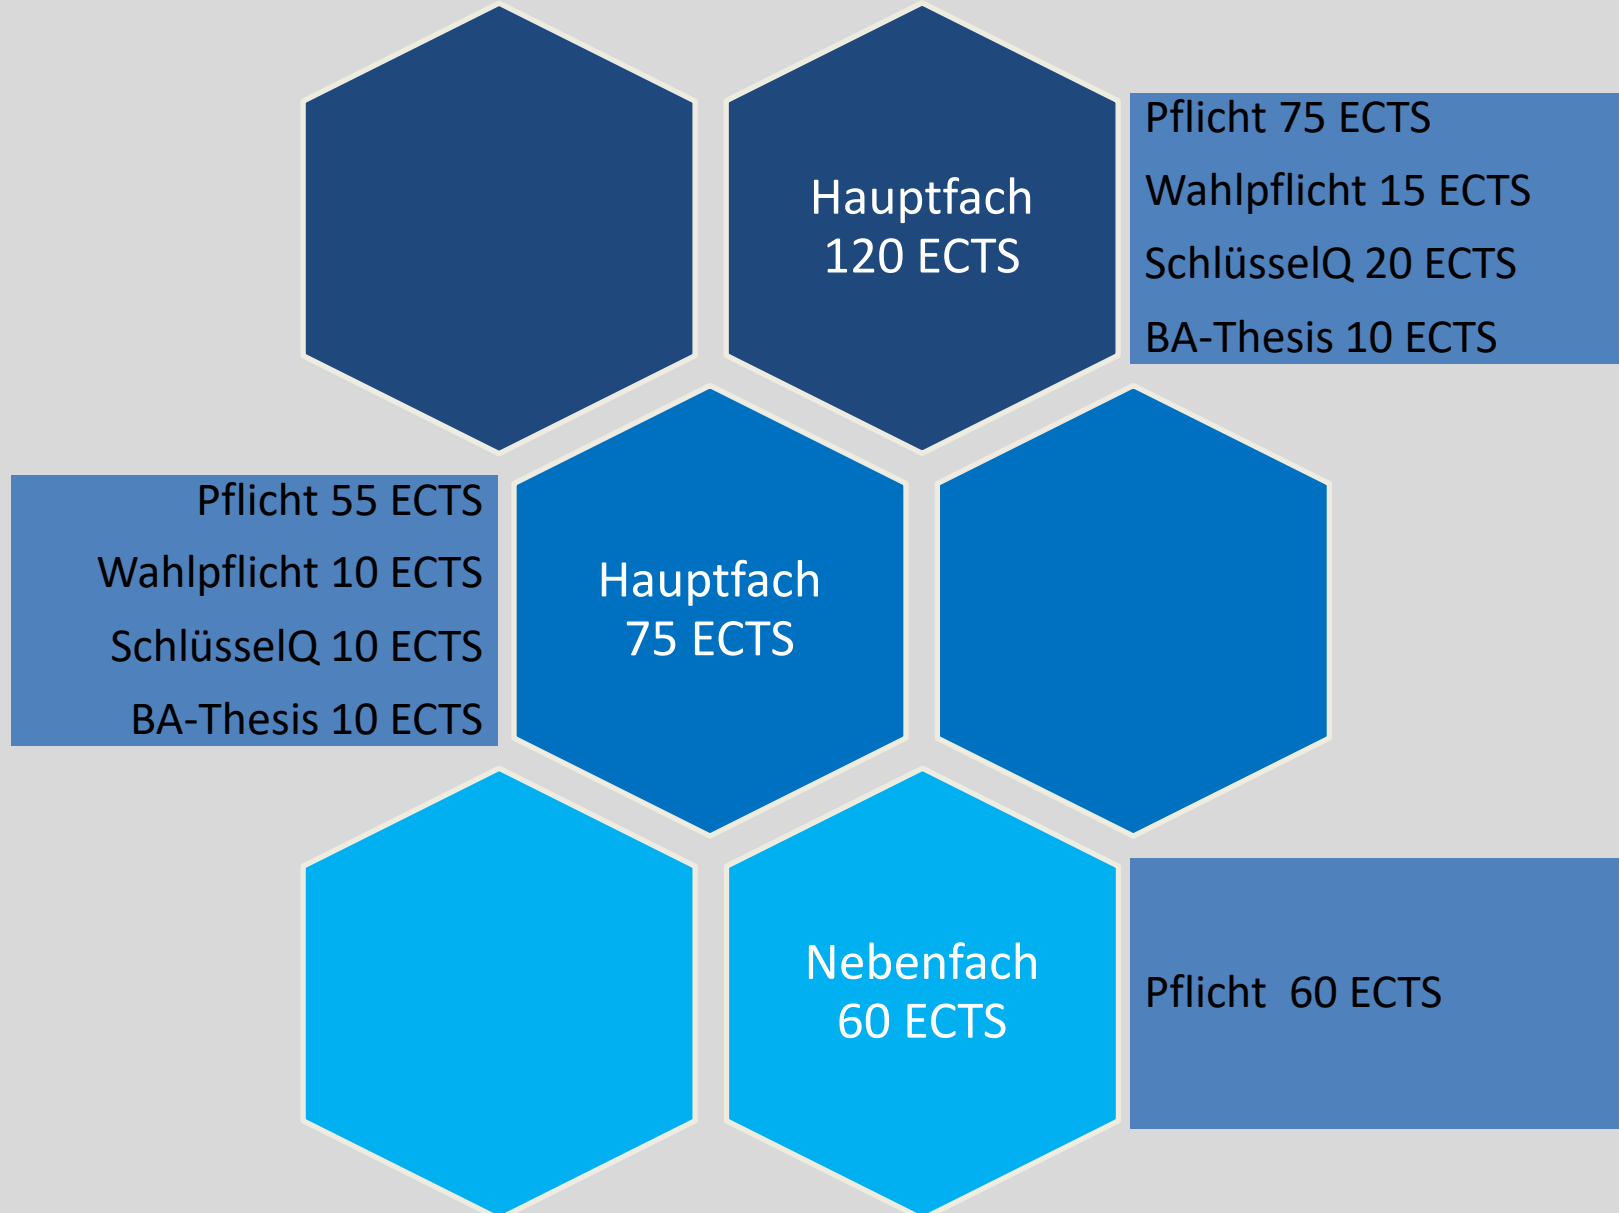 Hauptfach
120 ECTS
Pflicht 75 ECTS
Wahlpflicht 15 ECTS
SchlüsselQ 20 ECTS
BA-Thesis 10 ECTS
Pflicht 55 ECTS
Wahlpflicht 10 ECTS
SchlüsselQ 10 ECTS
BA-Thesis 10 ECTS
Hauptfach
75 ECTS
Nebenfach
60 ECTS
Pflicht  60 ECTS